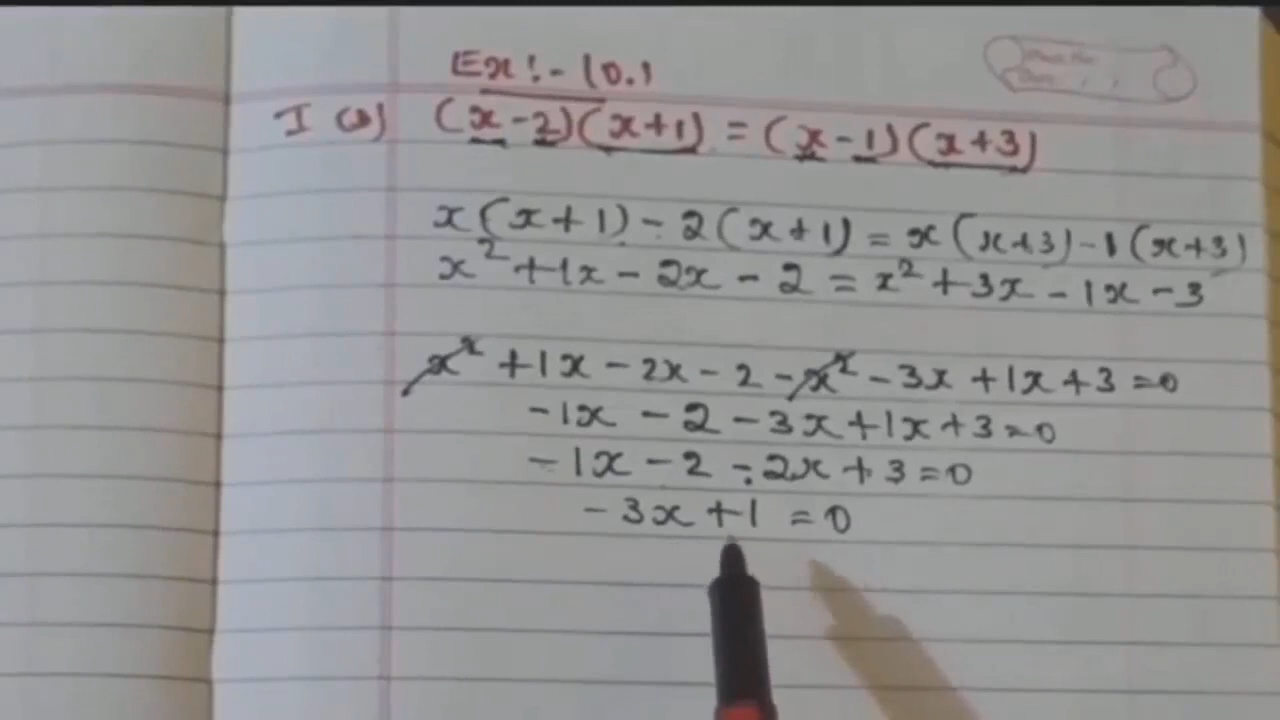 Ex :- 10.1
I (2) (x-2)(x+1) = (x-1)(x+3)
x(x+1) - 2(x+1) = x(x+3) - 1(x+3)
x² + 1x - 2x - 2 = x² + 3x - 1x - 3
x² + 1x - 2x - 2 - x² - 3x + 1x + 3 = 0
-1x - 2 - 3x + 1x + 3 = 0
-1x - 2 - 2x + 3 = 0
-3x + 1 = 0